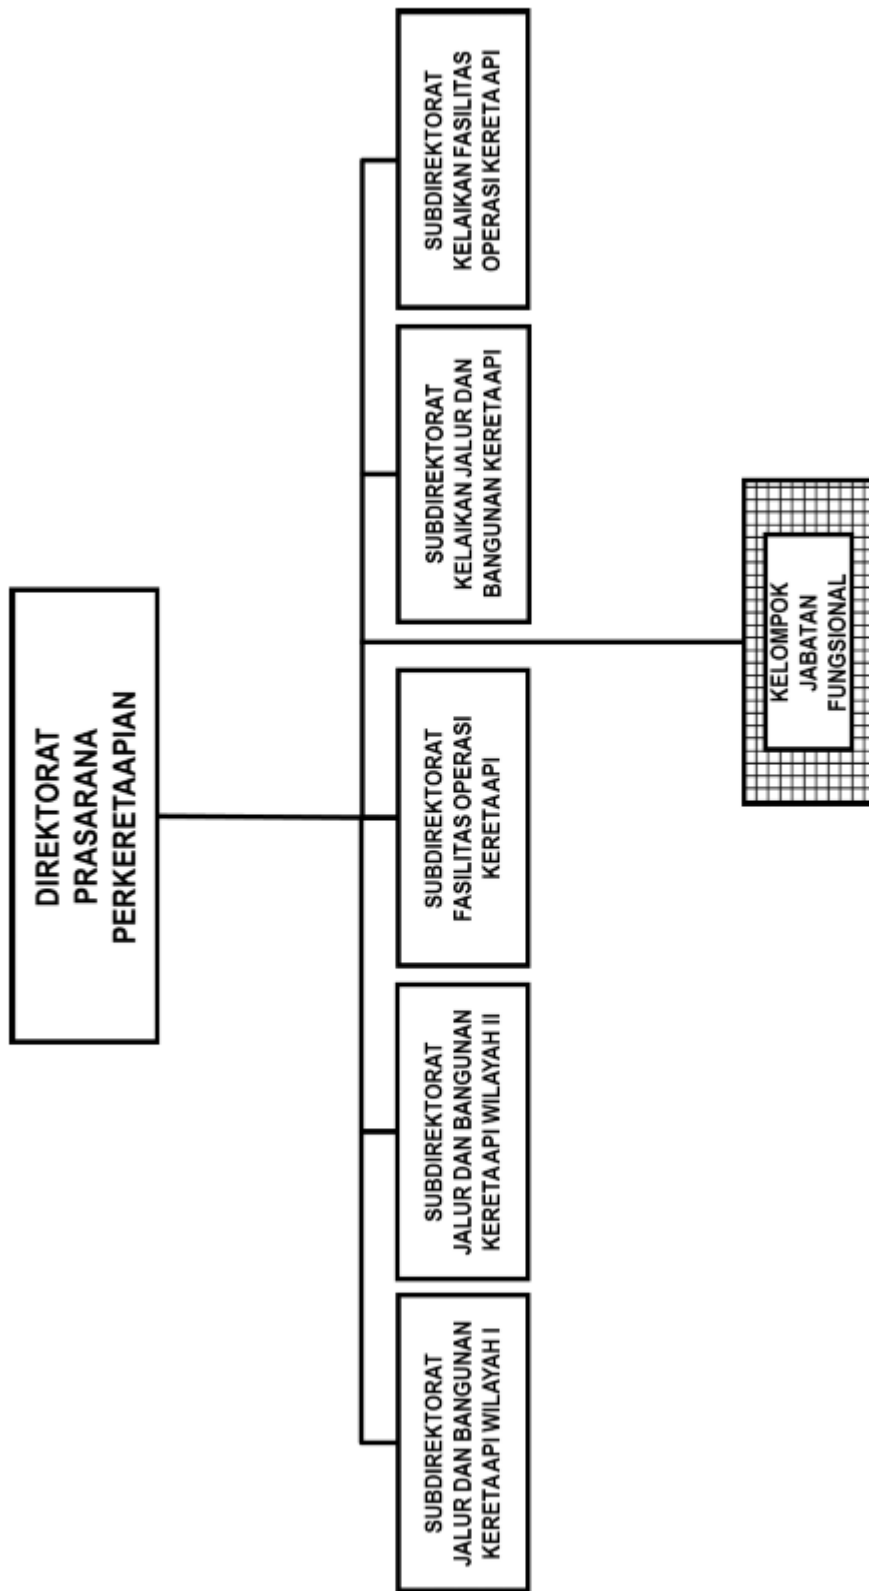 DIREKTORAT
PRASARANA
PERKERETAAPIAN
SUBDIREKTORAT
JALUR DAN BANGUNAN
KERETA API WILAYAH I
SUBDIREKTORAT
JALUR DAN BANGUNAN
KERETA API WILAYAH II
SUBDIREKTORAT
FASILITAS OPERASI
KERETA API
SUBDIREKTORAT
KELAIKAN JALUR DAN
BANGUNAN KERETA API
SUBDIREKTORAT
KELAIKAN FASILITAS
OPERASI KERETA API
KELOMPOK
JABATAN
FUNGSIONAL